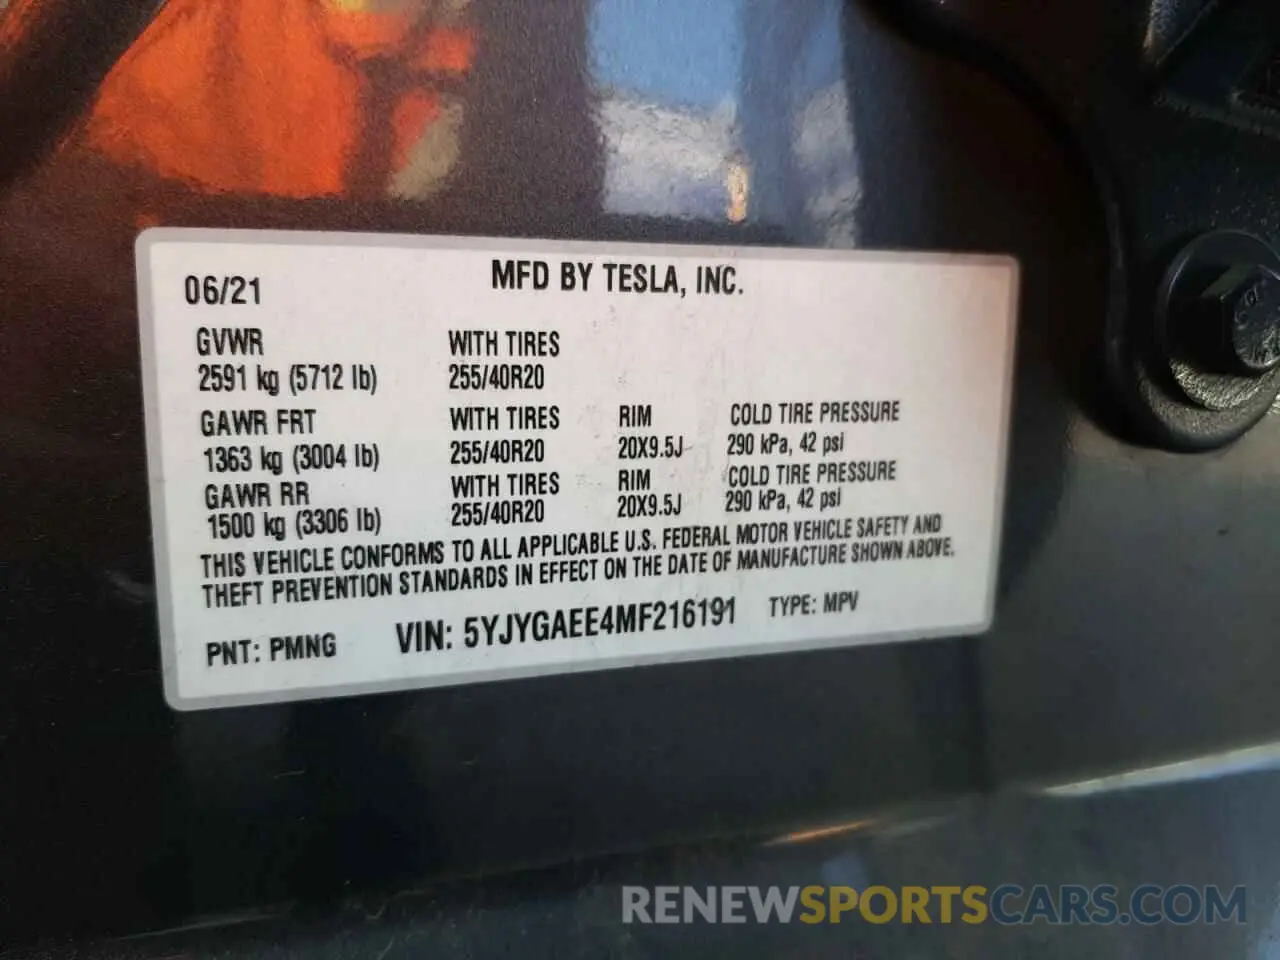 06/21 MFD BY TESLA, INC.
GVWR WITH TIRES
2591 kg (5712 lb) 255/40R20
GAWR FRT WITH TIRES RIM COLD TIRE PRESSURE
1363 kg (3004 lb) 255/40R20 20X9.5J 290 kPa, 42 psi
GAWR RR WITH TIRES RIM COLD TIRE PRESSURE
1500 kg (3306 lb) 255/40R20 20X9.5J 290 kPa, 42 psi
THIS VEHICLE CONFORMS TO ALL APPLICABLE U.S. FEDERAL MOTOR VEHICLE SAFETY AND
THEFT PREVENTION STANDARDS IN EFFECT ON THE DATE OF MANUFACTURE SHOWN ABOVE.
PNT: PMNG VIN: 5YJYGAEE4MF216191 TYPE: MPV
RENEWSPORTSCARS.COM